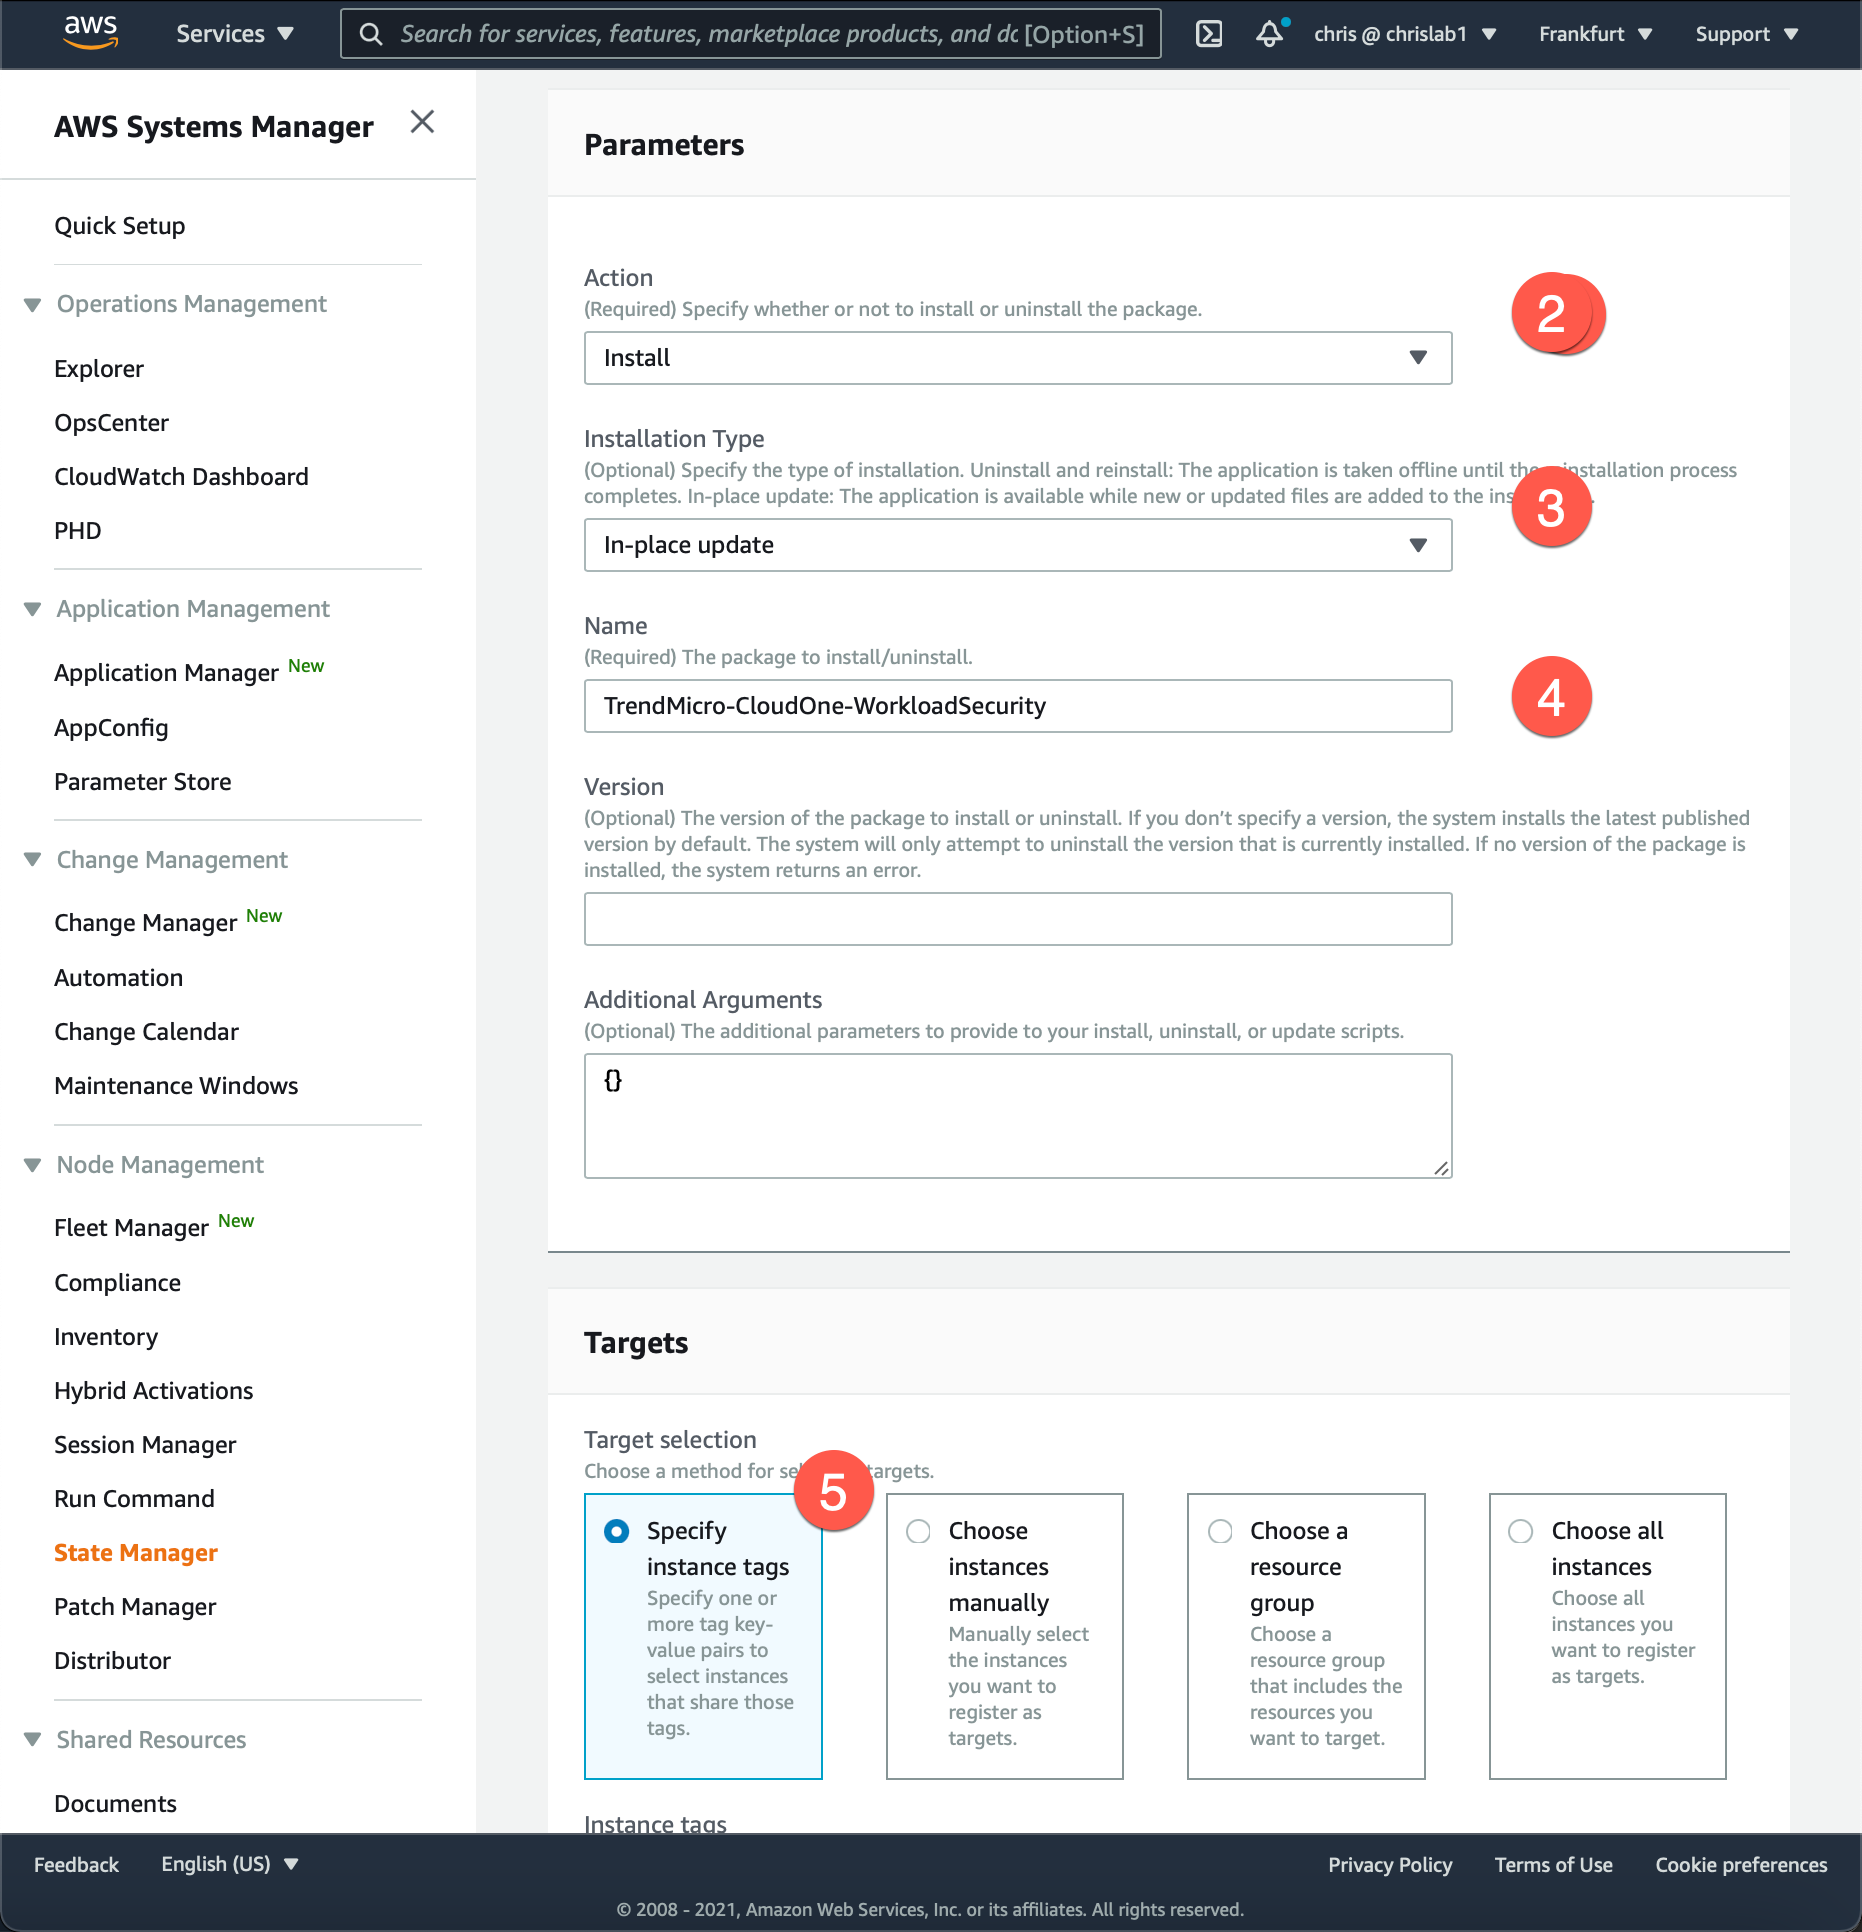 aws
Services
Search for services, features, marketplace products, and dc [Option+S]
chris @ chrislab1
Frankfurt
Support
AWS Systems Manager
Quick Setup
Operations Management
Explorer
OpsCenter
CloudWatch Dashboard
PHD
Application Management
Application Manager New
AppConfig
Parameter Store
Change Management
Change Manager New
Automation
Change Calendar
Maintenance Windows
Node Management
Fleet Manager New
Compliance
Inventory
Hybrid Activations
Session Manager
Run Command
State Manager
Patch Manager
Distributor
Shared Resources
Documents
Parameters
Action
(Required) Specify whether or not to install or uninstall the package.
Install
2
Installation Type
(Optional) Specify the type of installation. Uninstall and reinstall: The application is taken offline until the installation process
completes. In-place update: The application is available while new or updated files are added to the
In-place update
3
Name
(Required) The package to install/uninstall.
TrendMicro-CloudOne-WorkloadSecurity
4
Version
(Optional) The version of the package to install or uninstall. If you don’t specify a version, the system installs the latest published
version by default. The system will only attempt to uninstall the version that is currently installed. If no version of the package is
installed, the system returns an error.
Additional Arguments
(Optional) The additional parameters to provide to your install, uninstall, or update scripts.
{}
Targets
Target selection
Choose a method for targets.
5
Specify
instance tags
Specify one or
more tag key-
value pairs to
select instances
that share those
tags.
Choose
instances
manually
Manually select
the instances
you want to
register as
targets.
Choose a
resource
group
Choose a
resource group
that includes the
resources you
want to target.
Choose all
instances
Choose all
instances you
want to register
as targets.
Instance tags
Feedback
English (US)
Privacy Policy
Terms of Use
Cookie preferences
© 2008 - 2021, Amazon Web Services, Inc. or its affiliates. All rights reserved.